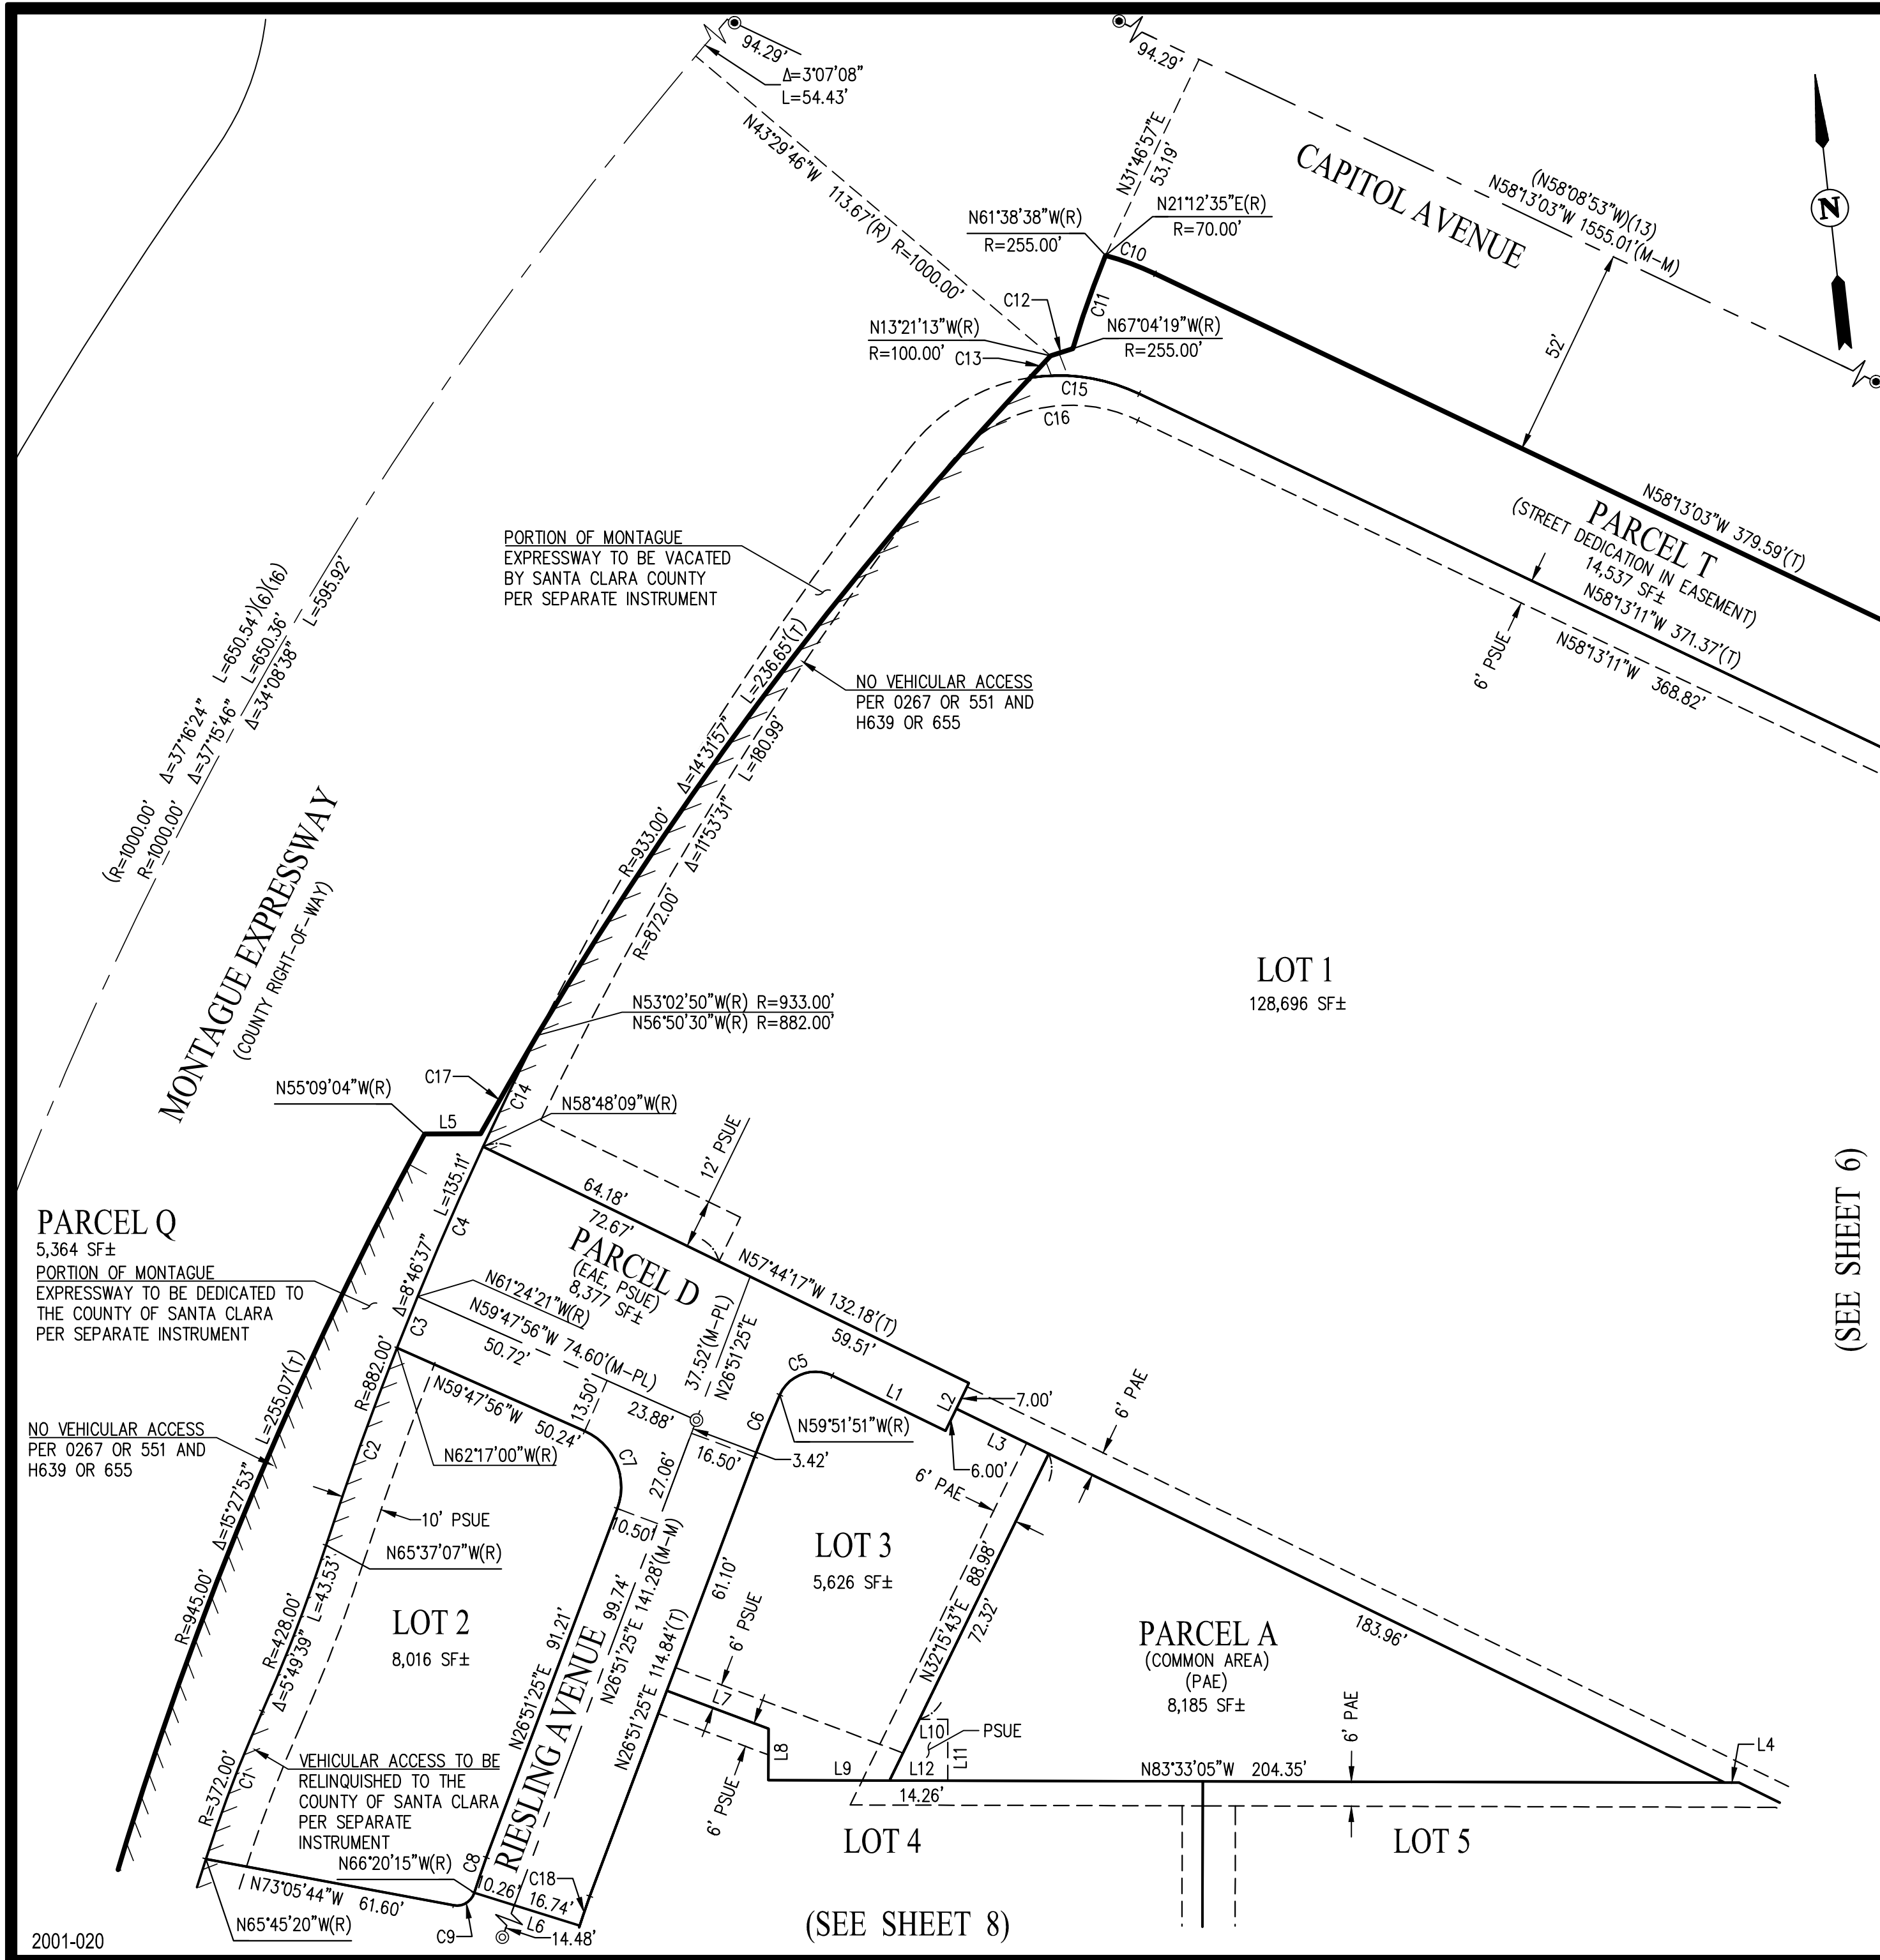 94.29'
Δ=3°07'08"
L=54.43'
94.29'
N43°29'46"W 113.67'(R) R=1000.00'
N31°46'57"E
53.19'
CAPITOL AVENUE
(N58°08'53"W)(13)
N58°13'03"W 1555.01'(M-M)
N
N61°38'38"W(R)
R=255.00'
N21°12'35"E(R)
R=70.00'
C10
C11
C12
N13°21'13"W(R)
R=100.00'
C13
N67°04'19"W(R)
R=255.00'
C15
C16
52'
N58°13'03"W 379.59'(T)
PARCEL T
(STREET DEDICATION IN EASEMENT)
14,537 SF±
N58°13'11"W 371.37'(T)
6' PSUE
N58°13'11"W 368.82'
PORTION OF MONTAGUE
EXPRESSWAY TO BE VACATED
BY SANTA CLARA COUNTY
PER SEPARATE INSTRUMENT
(R=1000.00' Δ=37°16'24" L=650.54')(6)(16)
R=1000.00' Δ=37°15'46" L=650.36'
Δ=34°08'38" L=595.92'
NO VEHICULAR ACCESS
PER 0267 OR 551 AND
H639 OR 655
R=933.00' Δ=14°31'57" L=236.65'(T)
R=872.00' Δ=11°53'31" L=180.99'
MONTAGUE EXPRESSWAY
(COUNTY RIGHT-OF-WAY)
LOT 1
128,696 SF±
N53°02'50"W(R) R=933.00'
N56°50'30"W(R) R=882.00'
N55°09'04"W(R)
C17
C14
L5
N58°48'09"W(R)
12' PSUE
(SEE SHEET 6)
PARCEL Q
5,364 SF±
PORTION OF MONTAGUE
EXPRESSWAY TO BE DEDICATED TO
THE COUNTY OF SANTA CLARA
PER SEPARATE INSTRUMENT
64.18'
72.67'
PARCEL D
(EAE, PSUE)
8,377 SF±
N57°44'17"W 132.18'(T)
59.51'
R=882.00' Δ=8°46'37" L=135.11'
C4
C3
C2
N61°24'21"W(R)
N59°47'56"W 74.60'(M-PL)
50.72'
23.88'
37.52'(M-PL)
N26°51'25"E
N59°47'56"W 50.24'
13.50'
C5
L1
L2
7.00'
L3
6.00'
6' PAE
6' PAE
C6
N59°51'51"W(R)
3.42'
16.50'
C7
N62°17'00"W(R)
NO VEHICULAR ACCESS
PER 0267 OR 551 AND
H639 OR 655
R=945.00' Δ=15°27'53" L=255.07'(T)
10' PSUE
N65°37'07"W(R)
10.50'
27.06'
LOT 3
5,626 SF±
61.10'
N32°15'43"E 88.98'
72.32'
LOT 2
8,016 SF±
R=428.00'
Δ=5°49'39" L=43.53'
N26°51'25"E 91.21'
RIESLING AVENUE
99.74'
N26°51'25"E 141.28'(M-M)
N26°51'25"E 114.84'(T)
6' PSUE
PARCEL A
(COMMON AREA)
(PAE)
8,185 SF±
183.96'
L7
L8
L9
L10
L11
L12
PSUE
6' PSUE
14.26'
N83°33'05"W 204.35'
6' PAE
L4
R=372.00'
C1
VEHICULAR ACCESS TO BE
RELINQUISHED TO THE
COUNTY OF SANTA CLARA
PER SEPARATE
INSTRUMENT
N66°20'15"W(R)
C8
10.26'
16.74'
C18
L6
14.48'
C9
N73°05'44"W 61.60'
N65°45'20"W(R)
LOT 4
LOT 5
(SEE SHEET 8)
2001-020